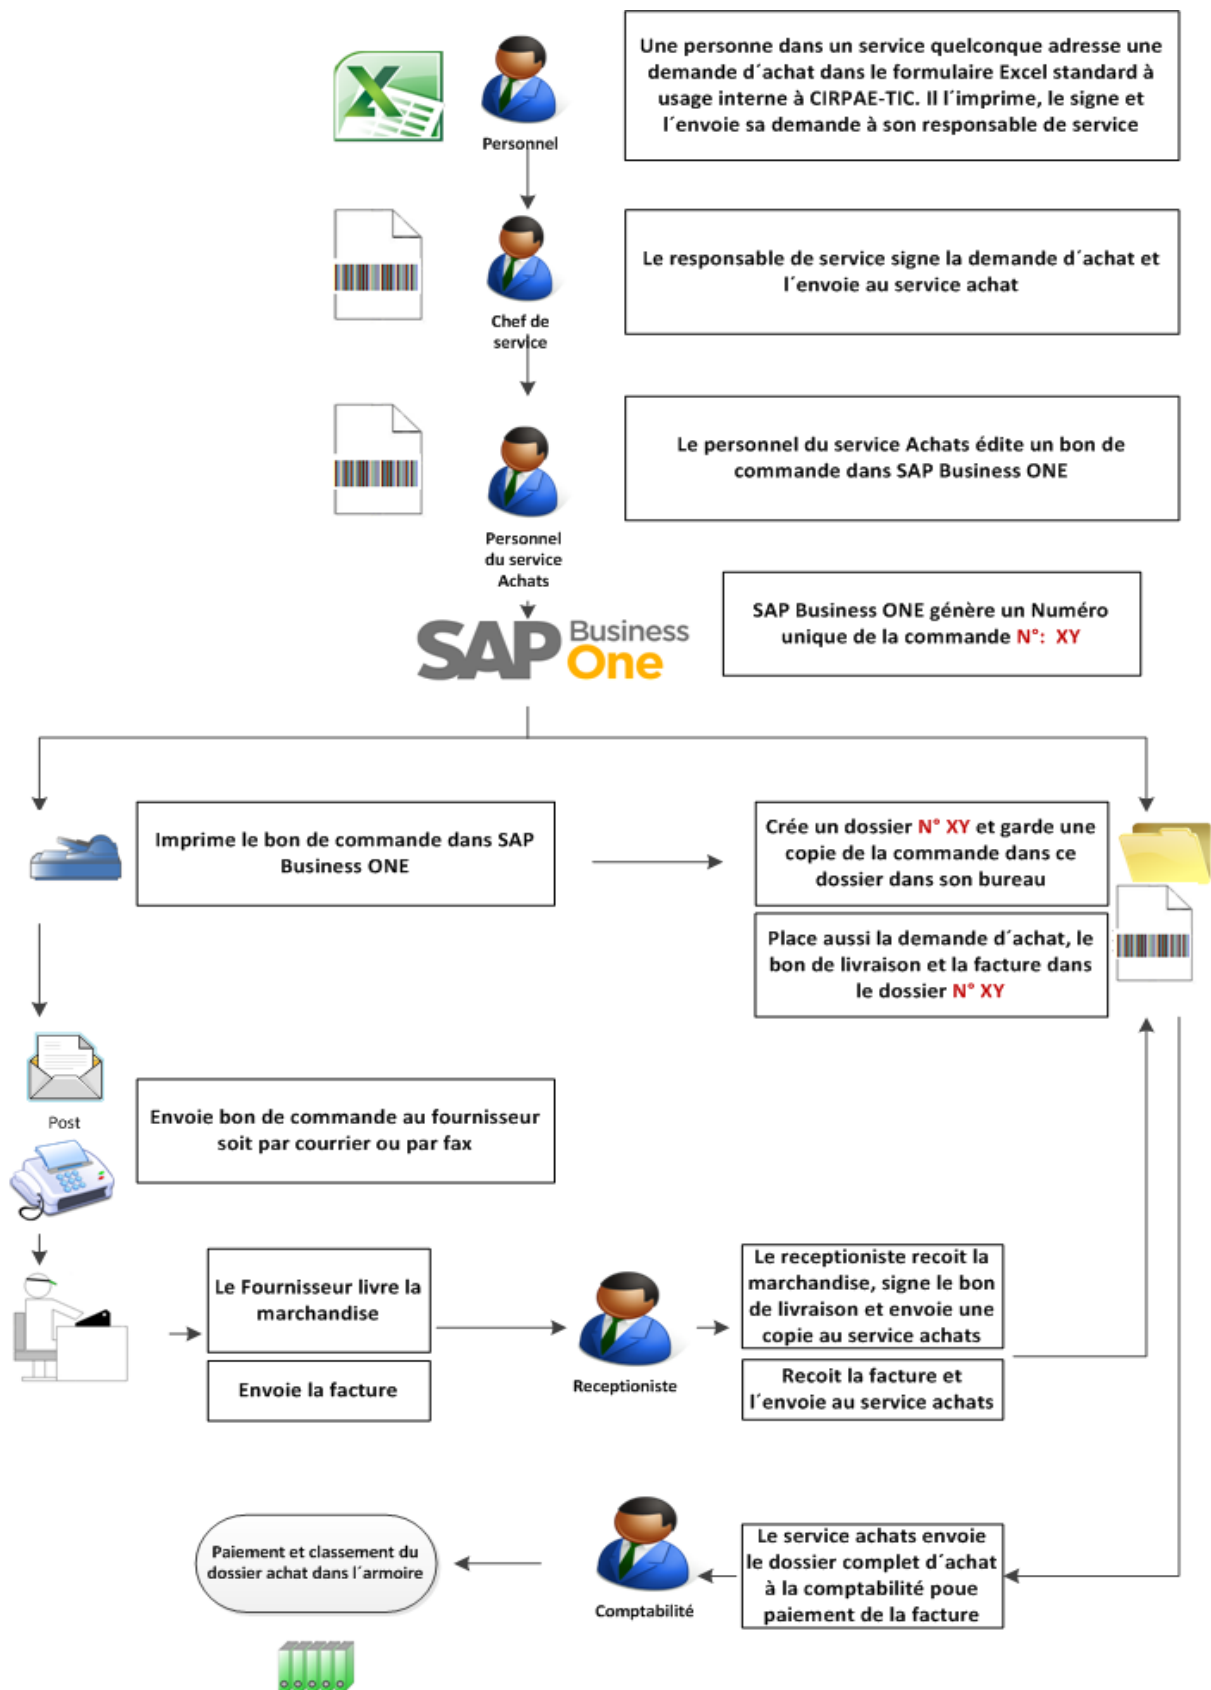 Une personne dans un service quelconque adresse une
demande d´achat dans le formulaire Excel standard à
usage interne à CIRPAE-TIC. Il l´imprime, le signe et
l´envoie sa demande à son responsable de service
Personnel
Le responsable de service signe la demande d´achat et
l´envoie au service achat
Chef de
service
Le personnel du service Achats édite un bon de
commande dans SAP Business ONE
Personnel
du service
Achats
SAP Business One
SAP Business ONE génère un Numéro
unique de la commande N°: XY
Imprime le bon de commande dans SAP
Business ONE
Crée un dossier N° XY et garde une
copie de la commande dans ce
dossier dans son bureau
Place aussi la demande d´achat, le
bon de livraison et la facture dans
le dossier N° XY
Post
Envoie bon de commande au fournisseur
soit par courrier ou par fax
Le Fournisseur livre la
marchandise
Envoie la facture
Receptioniste
Le receptioniste recoit la
marchandise, signe le bon
de livraison et envoie une
copie au service achats
Recoit la facture et
l´envoie au service achats
Le service achats envoie
le dossier complet d´achat
à la comptabilité poue
paiement de la facture
Comptabilité
Paiement et classement du
dossier achat dans l´armoire